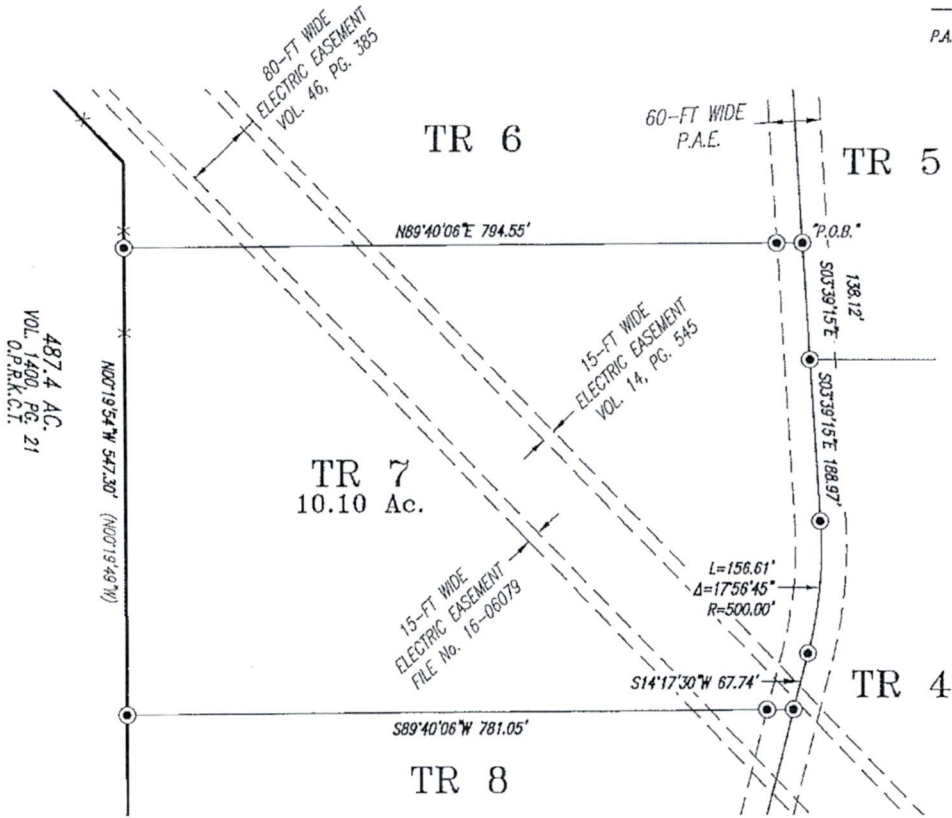 P.A.
80-FT WIDE
ELECTRIC EASEMENT
VOL. 46, PG. 385
TR 6
60-FT WIDE
P.A.E.
TR 5
N89°40'06"E 794.55'
"P.O.B."
138.12'
S03°39'15"E
15-FT WIDE
ELECTRIC EASEMENT
VOL. 14, PG. 545
487.4 AC.
VOL. 1400, PG. 21
O.P.R.K.C.T.
N00°19'54"W 547.30' (N00°19'49"W)
S03°39'15"E 188.97'
TR 7
10.10 Ac.
15-FT WIDE
ELECTRIC EASEMENT
FILE No. 16-06079
L=156.61'
Δ=17°56'45"
R=500.00'
S14°17'30"W 67.74'
TR 4
S89°40'06"W 781.05'
TR 8